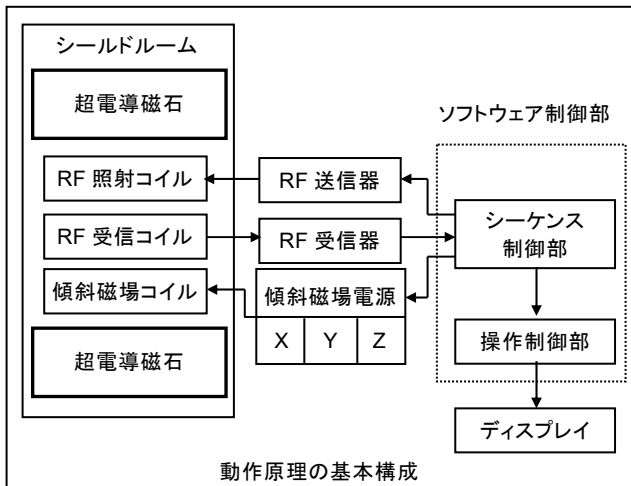 シールドルーム
超電導磁石
ソフトウェア制御部
RF 照射コイル
RF 送信器
シーケンス
制御部
RF 受信コイル
RF 受信器
傾斜磁場コイル
傾斜磁場電源
X Y Z
操作制御部
超電導磁石
ディスプレイ
動作原理の基本構成